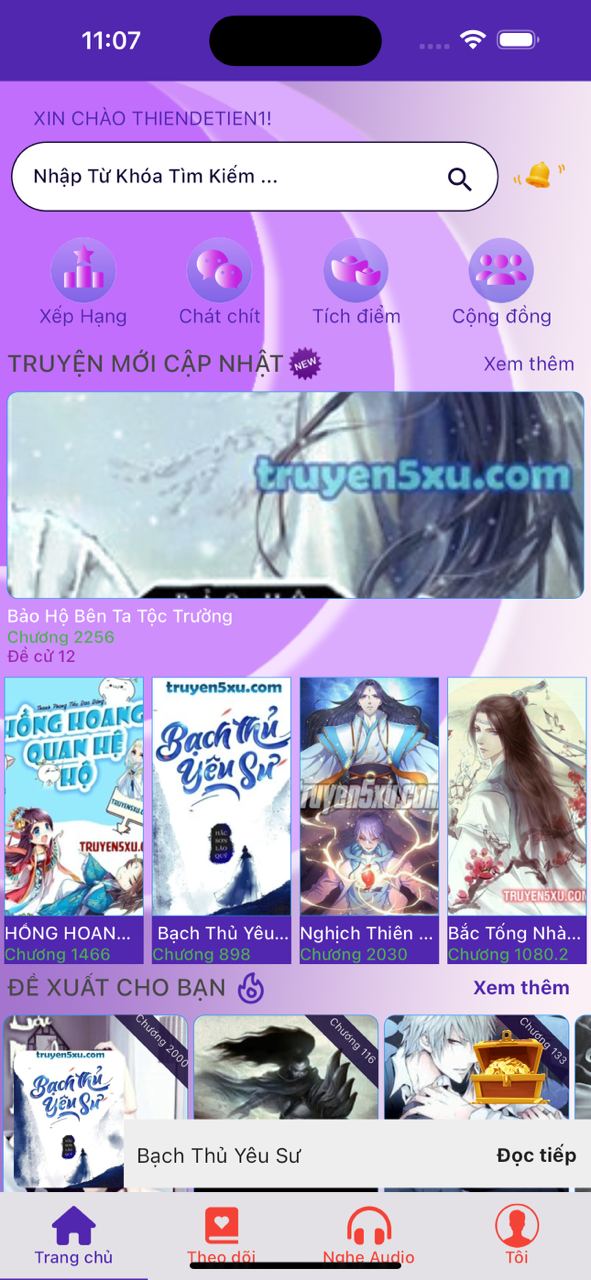 11:07
XIN CHÀO THIENDETIEN1!
Nhập Từ Khóa Tìm Kiếm ...
Xếp Hạng
Chát chít
Tích điểm
Cộng đồng
TRUYỆN MỚI CẬP NHẬT
NEW
Xem thêm
truyen5xu.com
Bảo Hộ Bên Ta Tộc Trưởng
Chương 2256
Đề cử 12
HỒNG HOANG
QUAN HỆ
HỘ
TRUYEN5XU.C
truyen5xu.com
Bạch Thủ
Yêu Sư
HẮC
SƠN
LÃO
QUỶ
TRUYEN5XU.COM
HỒNG HOAN...
Chương 1466
Bạch Thủ Yêu...
Chương 898
Nghịch Thiên ...
Chương 2030
Bắc Tống Nhà...
Chương 1080.2
ĐỀ XUẤT CHO BẠN
Xem thêm
Chương 2000
Chương 116
Chương 133
truyen5xu.com
Bạch Thủ
Yêu Sư
Bạch Thủ Yêu Sư
Đọc tiếp
Trang chủ
Theo dõi
Nghe Audio
Tôi